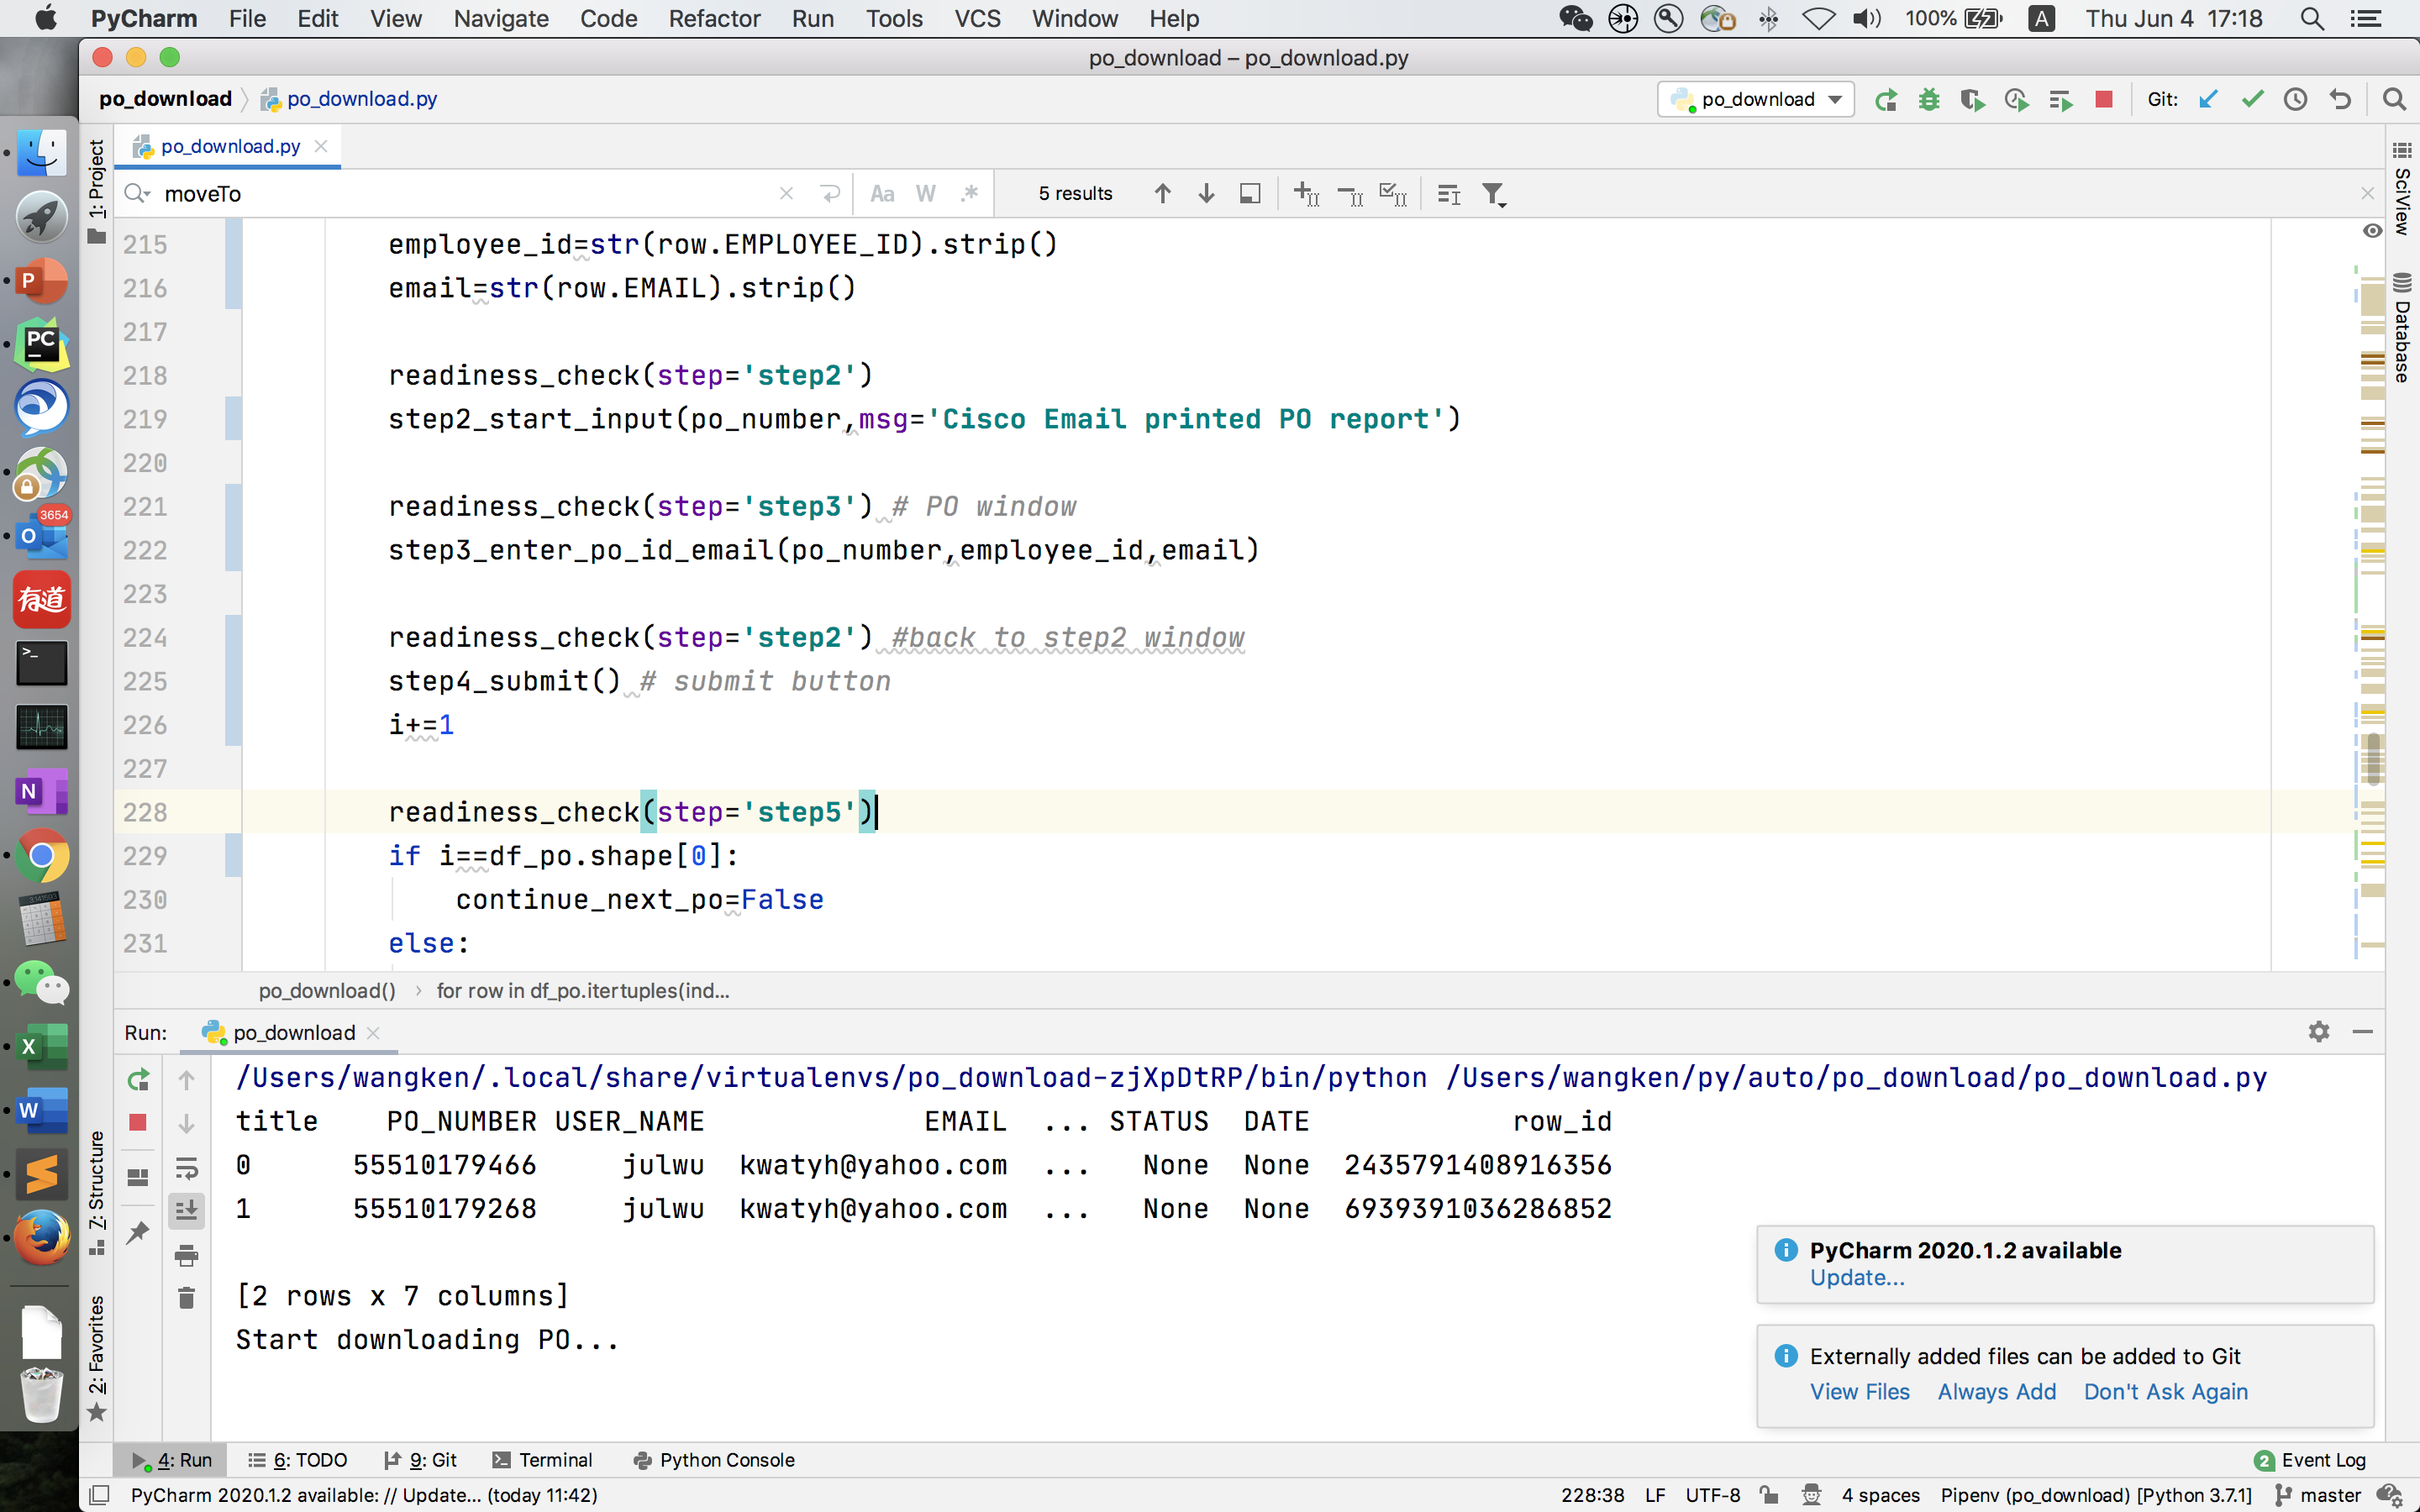 PyCharm File Edit View Navigate Code Refactor Run Tools VCS Window Help 100% A Thu Jun 4 17:18
po_download – po_download.py
po_download po_download.py po_download Git:
1: Project
po_download.py
moveTo Aa W .* 5 results
SciView
Database
215 employee_id=str(row.EMPLOYEE_ID).strip()
216 email=str(row.EMAIL).strip()
217
218 readiness_check(step='step2')
219 step2_start_input(po_number,msg='Cisco Email printed PO report')
220
221 readiness_check(step='step3') # PO window
222 step3_enter_po_id_email(po_number,employee_id,email)
223
224 readiness_check(step='step2') #back to step2 window
225 step4_submit() # submit button
226 i+=1
227
228 readiness_check(step='step5')
229 if i==df_po.shape[0]:
230 continue_next_po=False
231 else:
po_download() › for row in df_po.itertuples(ind...
Run: po_download
/Users/wangken/.local/share/virtualenvs/po_download-zjXpDtRP/bin/python /Users/wangken/py/auto/po_download/po_download.py
title PO_NUMBER USER_NAME EMAIL ... STATUS DATE row_id
0 55510179466 julwu kwatyh@yahoo.com ... None None 2435791408916356
1 55510179268 julwu kwatyh@yahoo.com ... None None 6939391036286852
[2 rows x 7 columns]
Start downloading PO...
7: Structure
2: Favorites
PyCharm 2020.1.2 available
Update...
Externally added files can be added to Git
View Files Always Add Don't Ask Again
4: Run 6: TODO 9: Git Terminal Python Console 2 Event Log
PyCharm 2020.1.2 available: // Update... (today 11:42) 228:38 LF UTF-8 4 spaces Pipenv (po_download) [Python 3.7.1] master
P
PC
3654
O
有道
>_
N
X
W